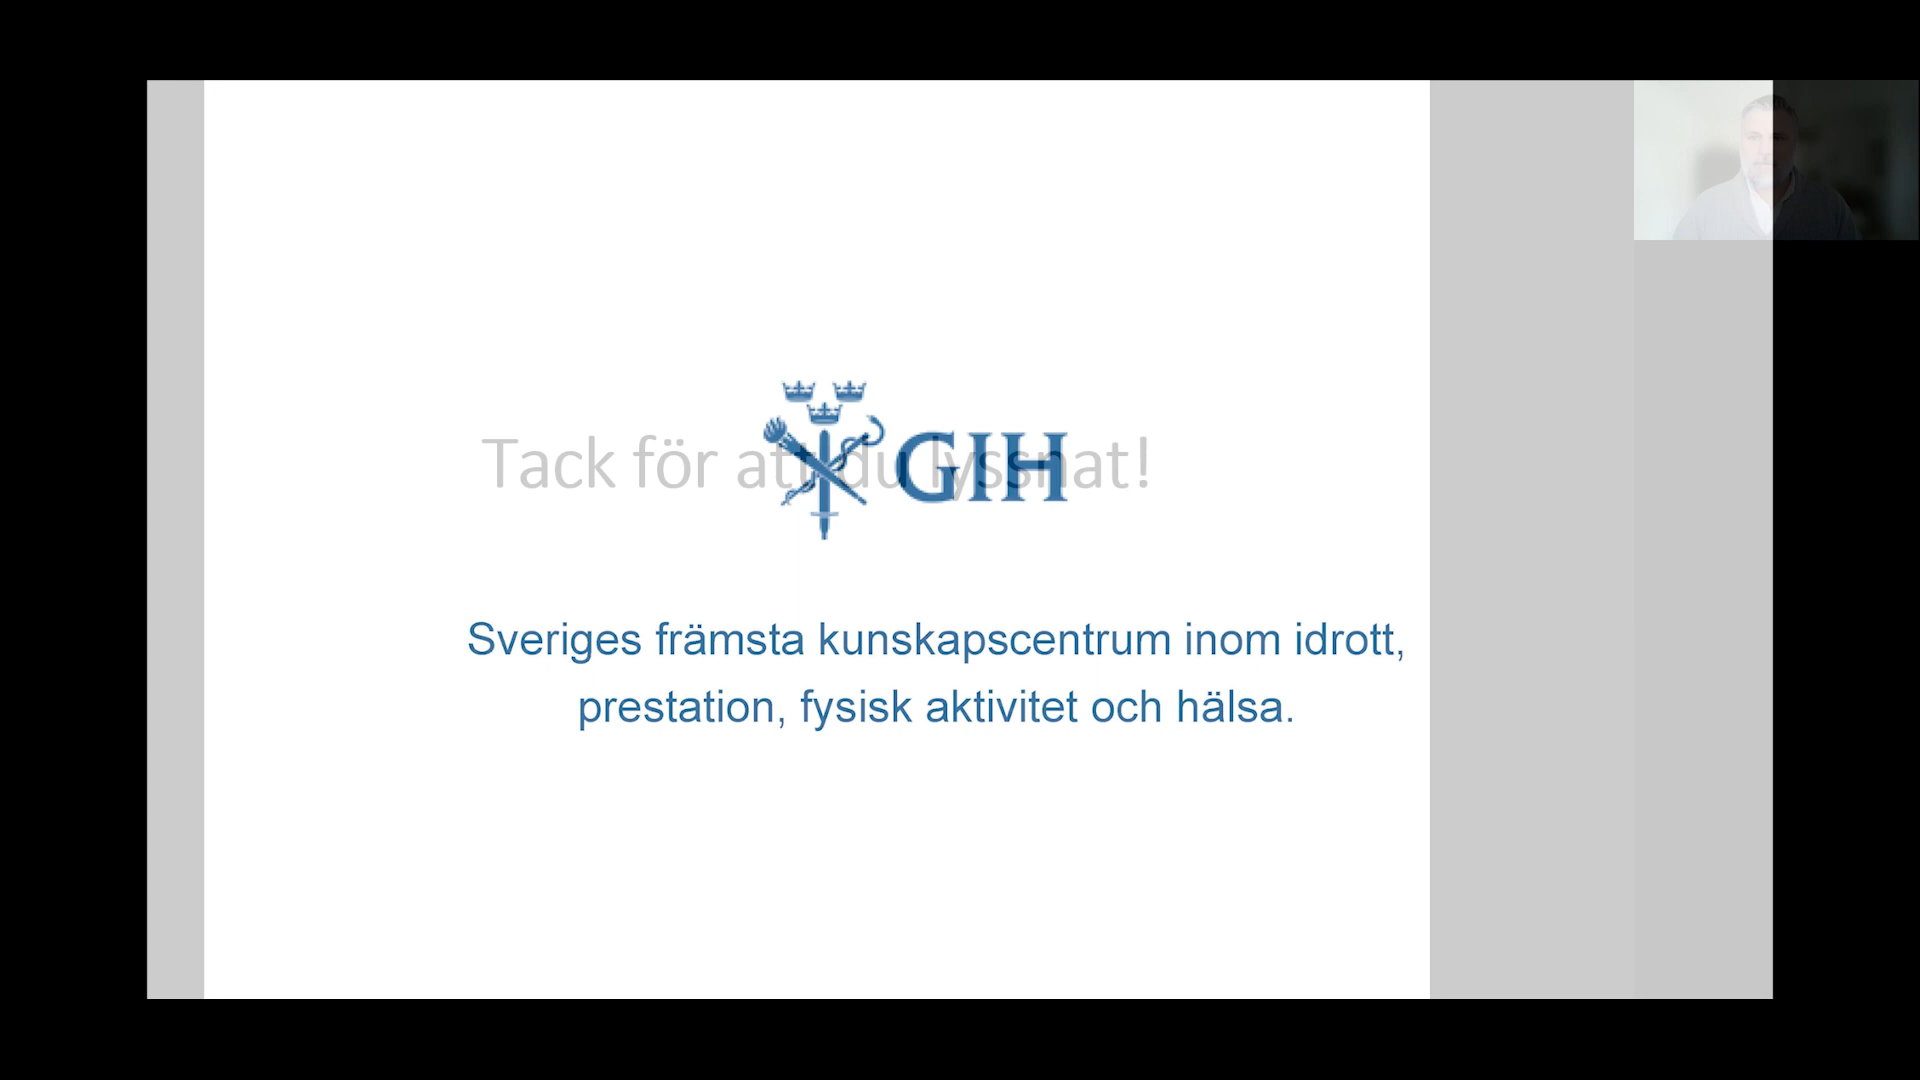 Tack för att du lyssnat!
GIH
Sveriges främsta kunskapscentrum inom idrott,
prestation, fysisk aktivitet och hälsa.